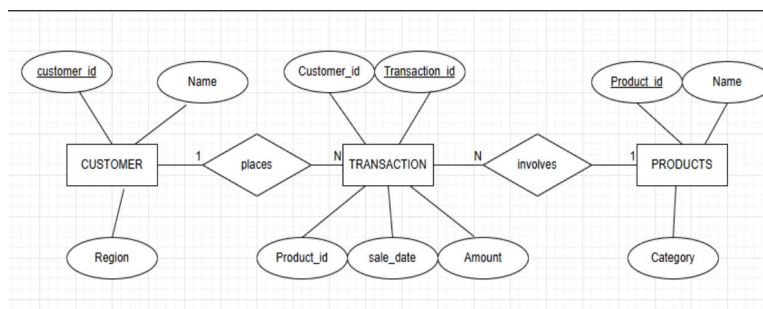 customer_id
Name
Customer_id
Transaction_id
Product_id
Name
CUSTOMER
1
places
N
TRANSACTION
N
involves
1
PRODUCTS
Region
Product_id
sale_date
Amount
Category